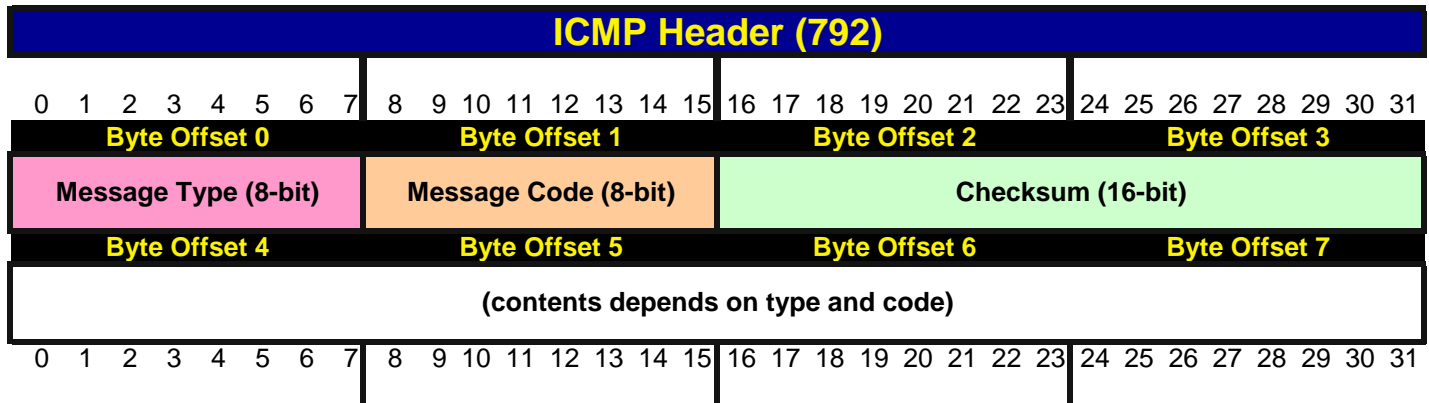 ICMP Header (792)
0 1 2 3 4 5 6 7 8 9 10 11 12 13 14 15 16 17 18 19 20 21 22 23 24 25 26 27 28 29 30 31
Byte Offset 0 Byte Offset 1 Byte Offset 2 Byte Offset 3
Message Type (8-bit) Message Code (8-bit) Checksum (16-bit)
Byte Offset 4 Byte Offset 5 Byte Offset 6 Byte Offset 7
(contents depends on type and code)
0 1 2 3 4 5 6 7 8 9 10 11 12 13 14 15 16 17 18 19 20 21 22 23 24 25 26 27 28 29 30 31